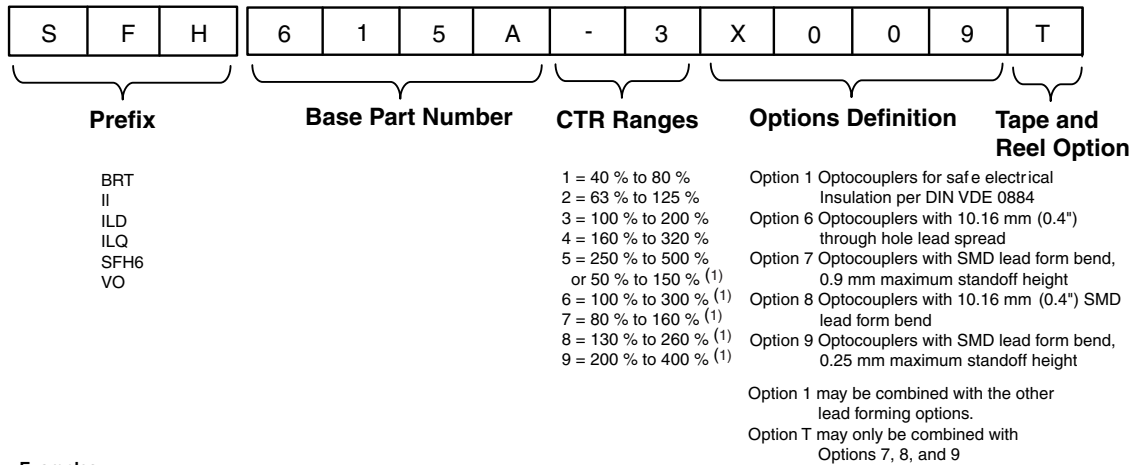 S F H 6 1 5 A - 3 X 0 0 9 T
Prefix
Base Part Number
CTR Ranges
Options Definition
Tape and
Reel Option
BRT
II
ILD
ILQ
SFH6
VO
1 = 40 % to 80 %
2 = 63 % to 125 %
3 = 100 % to 200 %
4 = 160 % to 320 %
5 = 250 % to 500 %
or 50 % to 150 % (1)
6 = 100 % to 300 % (1)
7 = 80 % to 160 % (1)
8 = 130 % to 260 % (1)
9 = 200 % to 400 % (1)
Option 1 Optocouplers for safe electrical
Insulation per DIN VDE 0884
Option 6 Optocouplers with 10.16 mm (0.4")
through hole lead spread
Option 7 Optocouplers with SMD lead form bend,
0.9 mm maximum standoff height
Option 8 Optocouplers with 10.16 mm (0.4") SMD
lead form bend
Option 9 Optocouplers with SMD lead form bend,
0.25 mm maximum standoff height
Option 1 may be combined with the other
lead forming options.
Option T may only be combined with
Options 7, 8, and 9